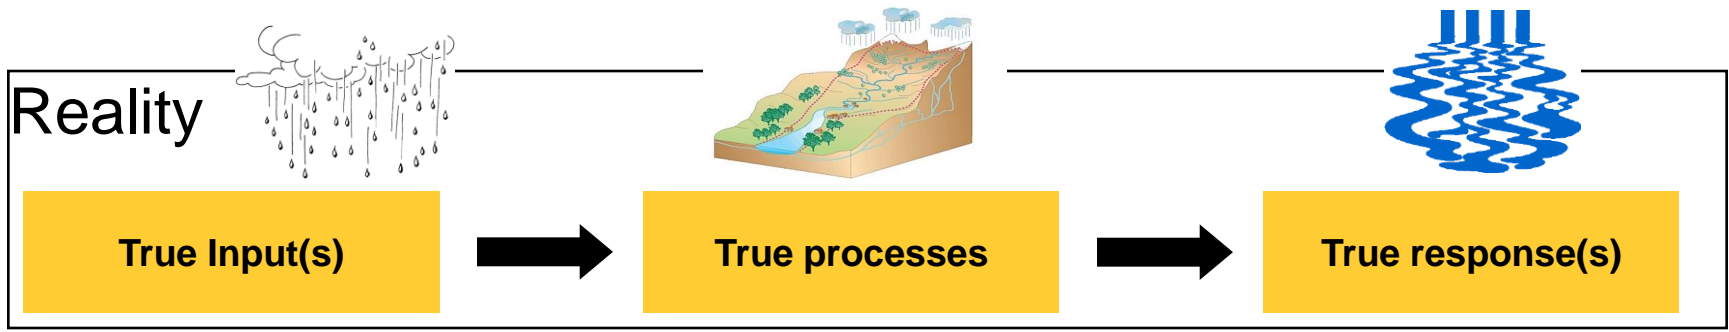 Reality
True Input(s)
True processes
True response(s)